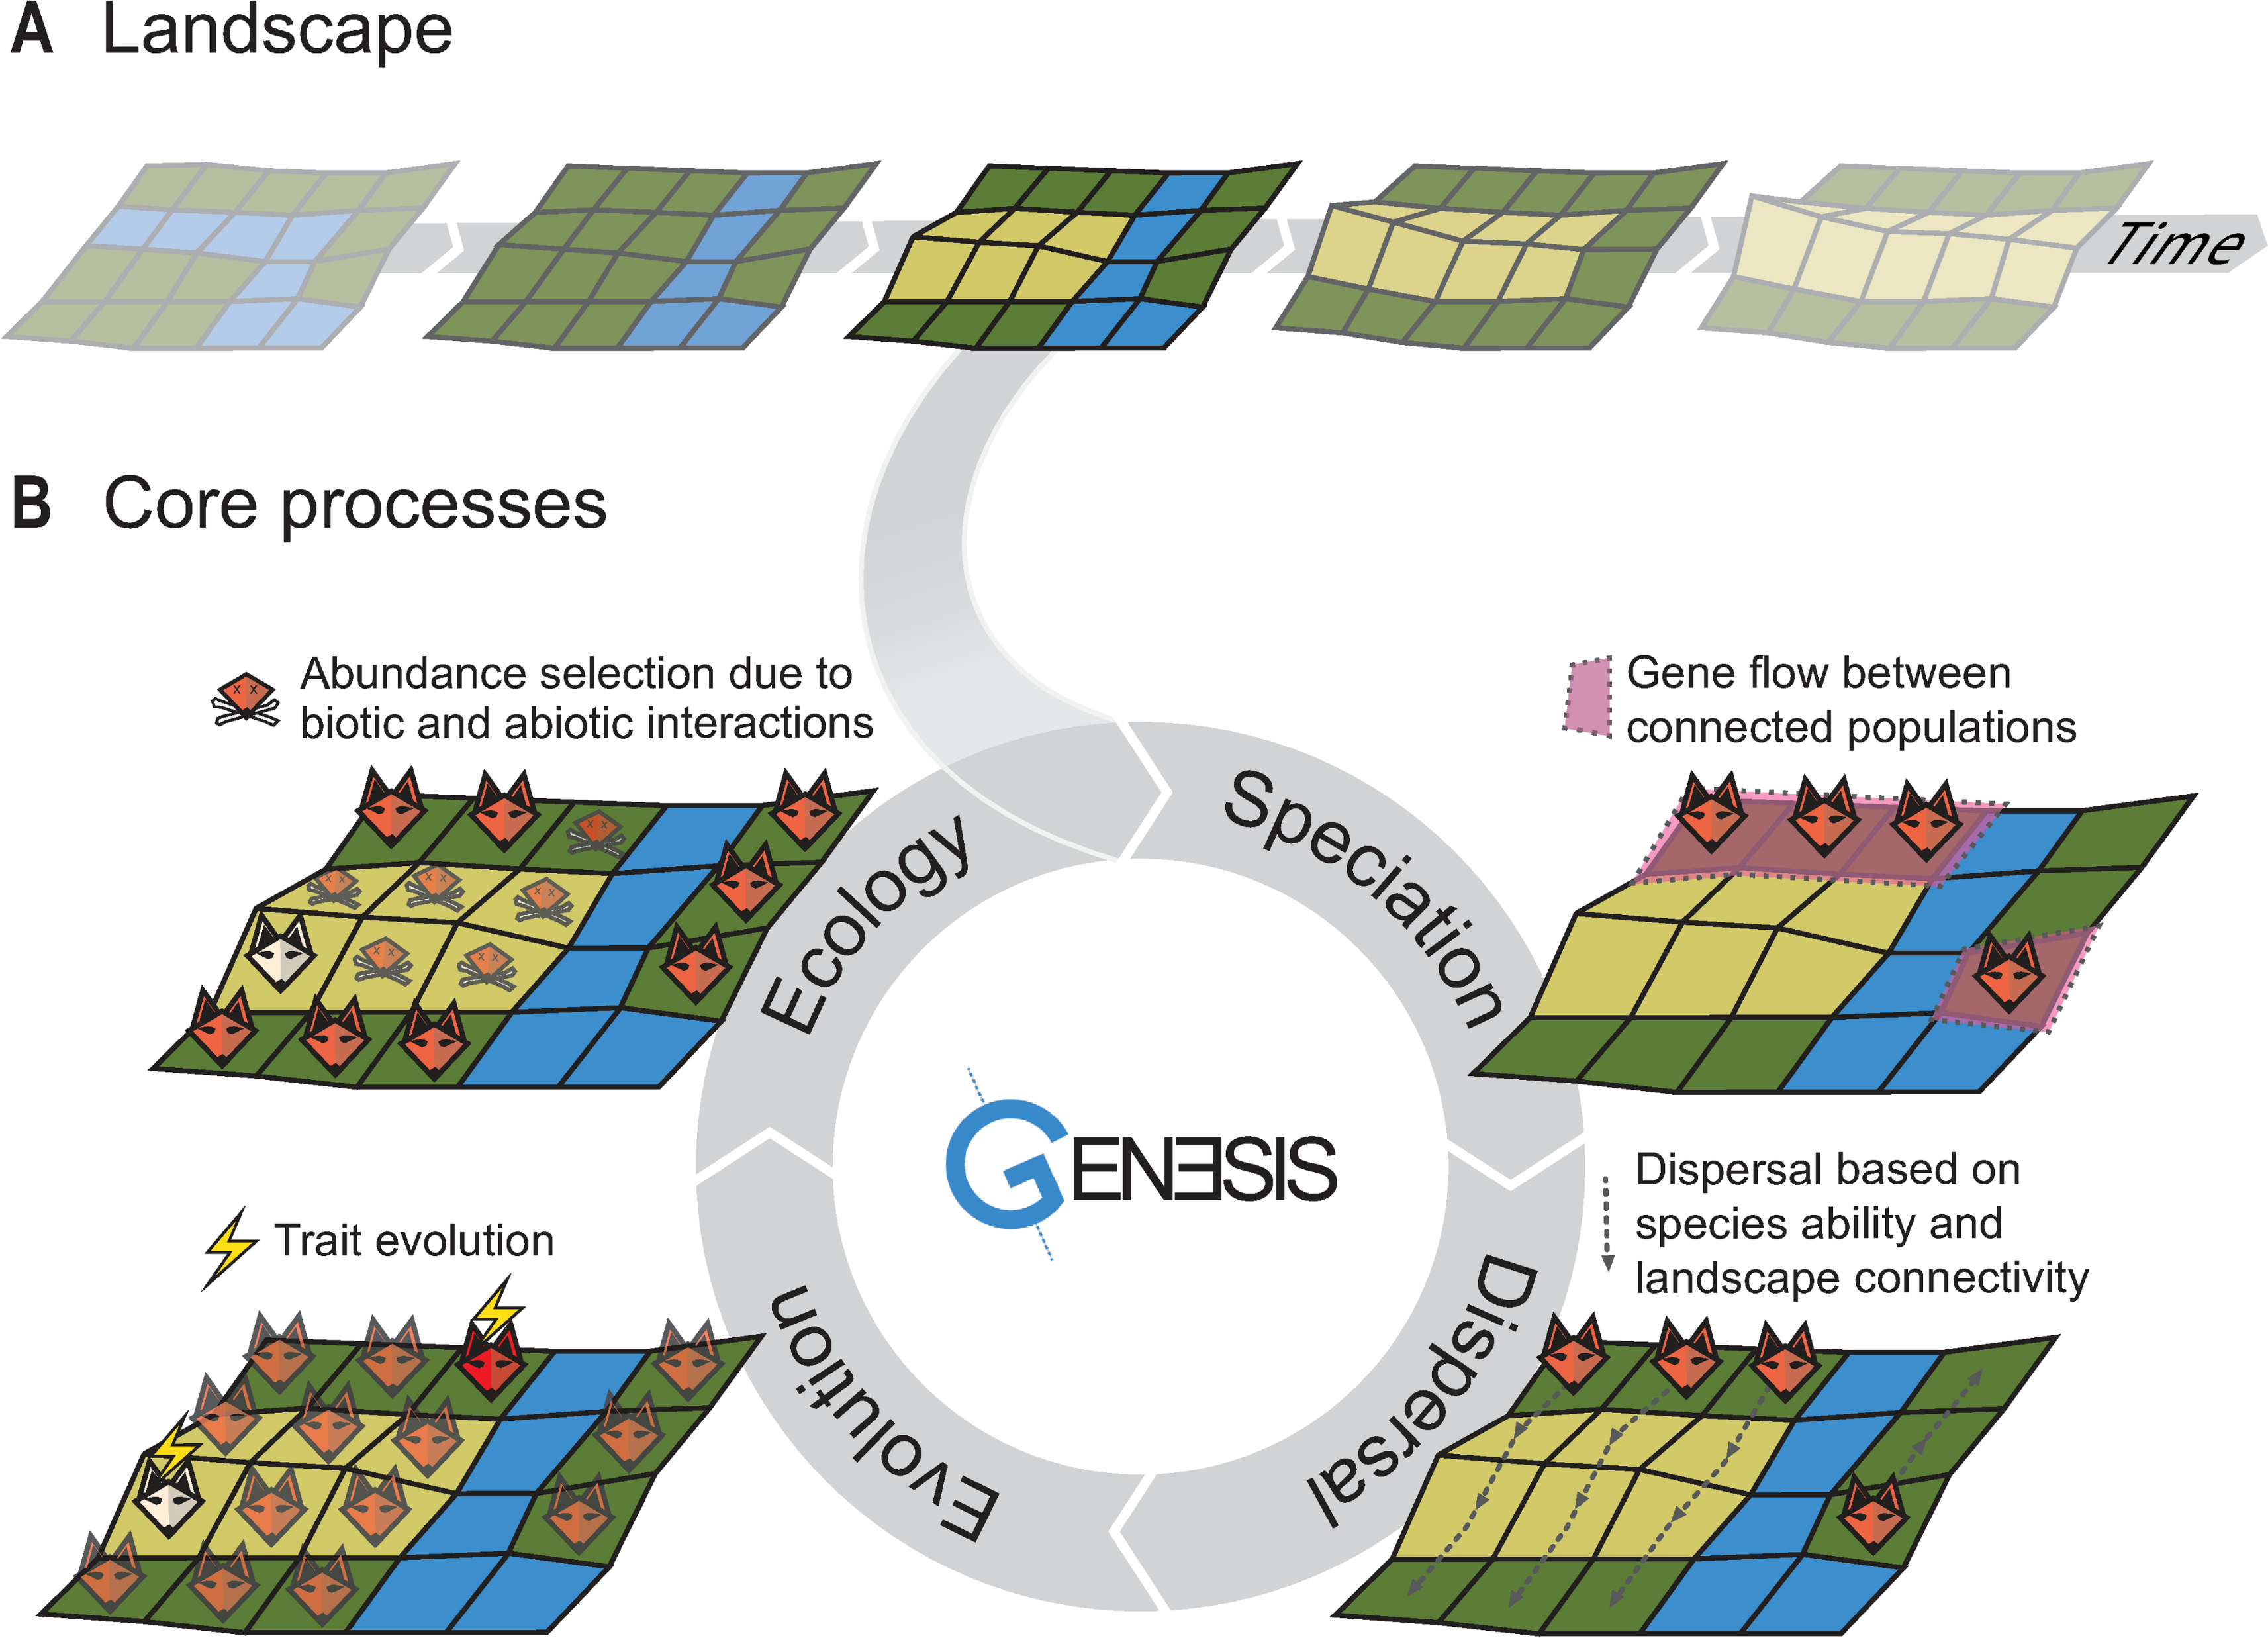 A Landscape
Time
B Core processes
Abundance selection due to
biotic and abiotic interactions
Gene flow between
connected populations
Ecology
Speciation
GENƎSIS
Dispersal based on
species ability and
landscape connectivity
Trait evolution
Evolution
Dispersal